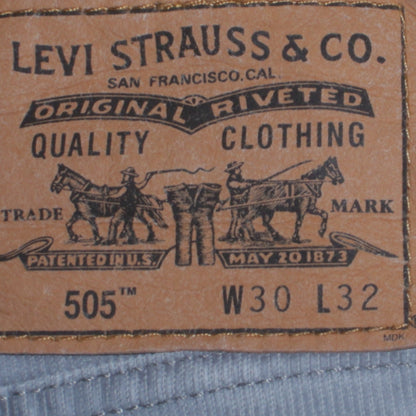 LEVI STRAUSS & CO.
SAN FRANCISCO, CAL.
ORIGINAL RIVETED
QUALITY CLOTHING
TRADE MARK
PATENTED IN U.S. MAY 20 1873
505™ W30 L32
MDK